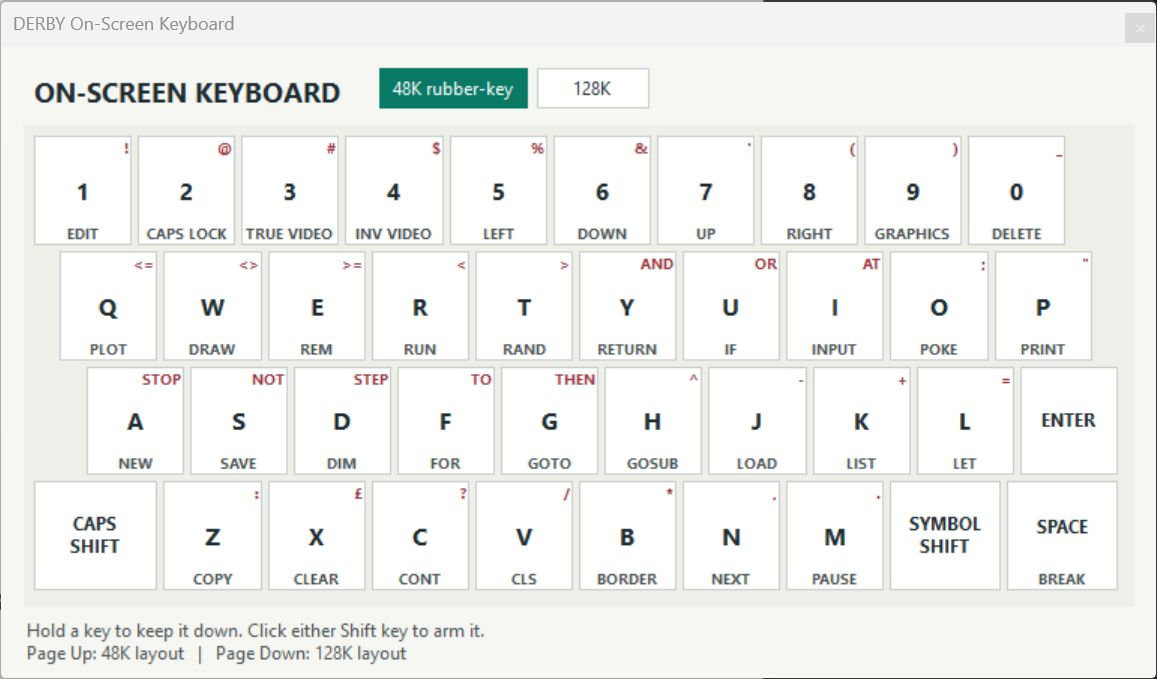 DERBY On-Screen Keyboard
×
ON-SCREEN KEYBOARD 48K rubber-key 128K
! @ # $ % & ' ( ) _
1 2 3 4 5 6 7 8 9 0
EDIT CAPS LOCK TRUE VIDEO INV VIDEO LEFT DOWN UP RIGHT GRAPHICS DELETE
<= <> >= < > AND OR AT ; "
Q W E R T Y U I O P
PLOT DRAW REM RUN RAND RETURN IF INPUT POKE PRINT
STOP NOT STEP TO THEN ^ - + =
A S D F G H J K L ENTER
NEW SAVE DIM FOR GOTO GOSUB LOAD LIST LET
: £ ? / * , .
CAPS SHIFT Z X C V B N M SYMBOL SHIFT SPACE
COPY CLEAR CONT CLS BORDER NEXT PAUSE BREAK
Hold a key to keep it down. Click either Shift key to arm it.
Page Up: 48K layout | Page Down: 128K layout